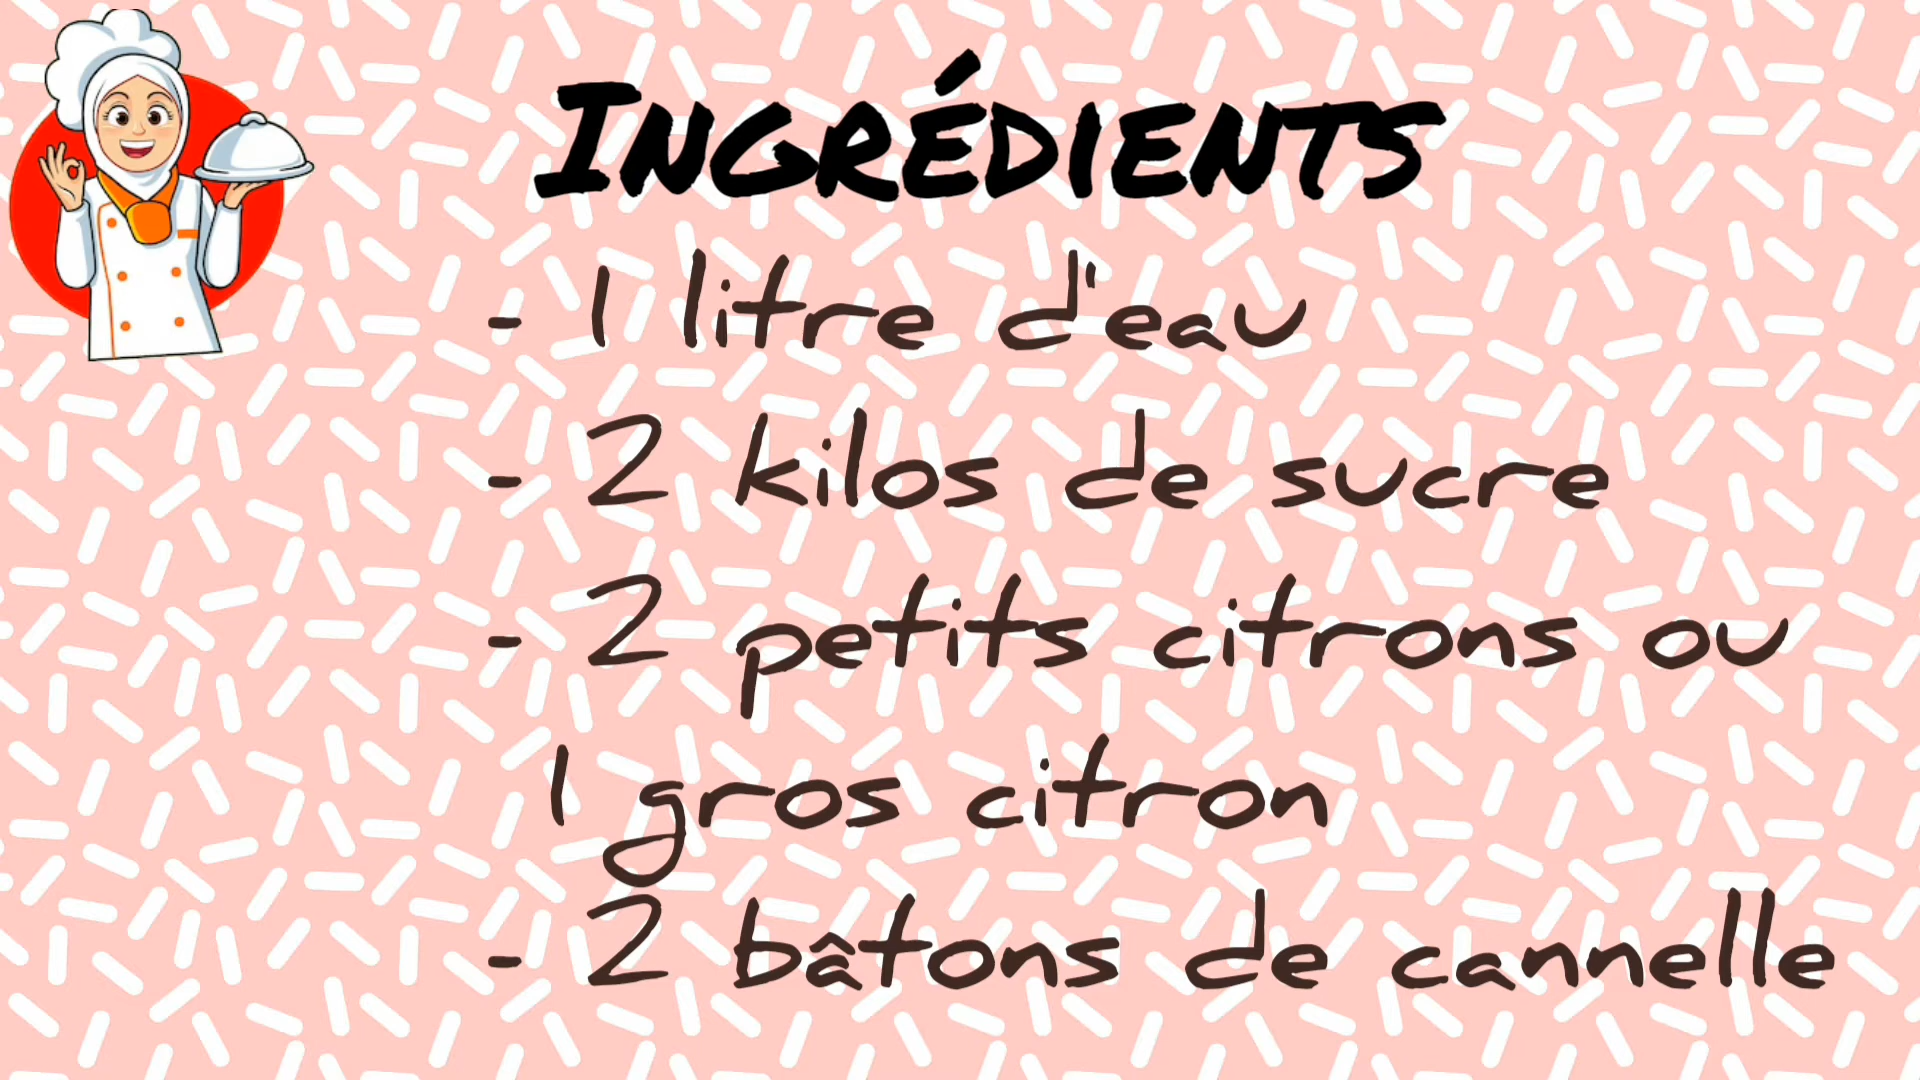 INGRÉDIENTS
- 1 litre d'eau
- 2 kilos de sucre
- 2 petits citrons ou
1 gros citron
- 2 bâtons de cannelle